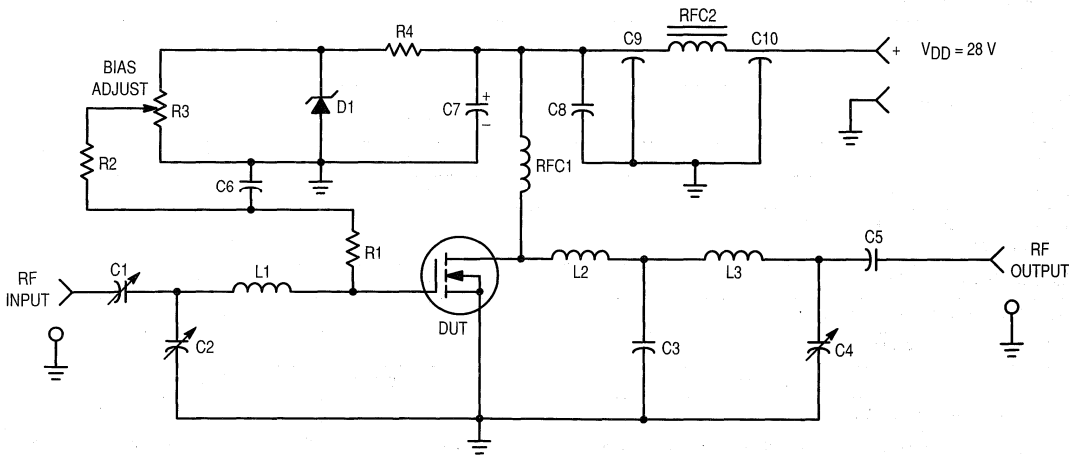 RFC2
R4
C9
C10
+
V_DD = 28 V
BIAS
ADJUST
R3
D1
C7
+
–
C8
R2
C6
RFC1
R1
C5
RF
OUTPUT
RF
INPUT
C1
L1
L2
L3
DUT
C2
C3
C4